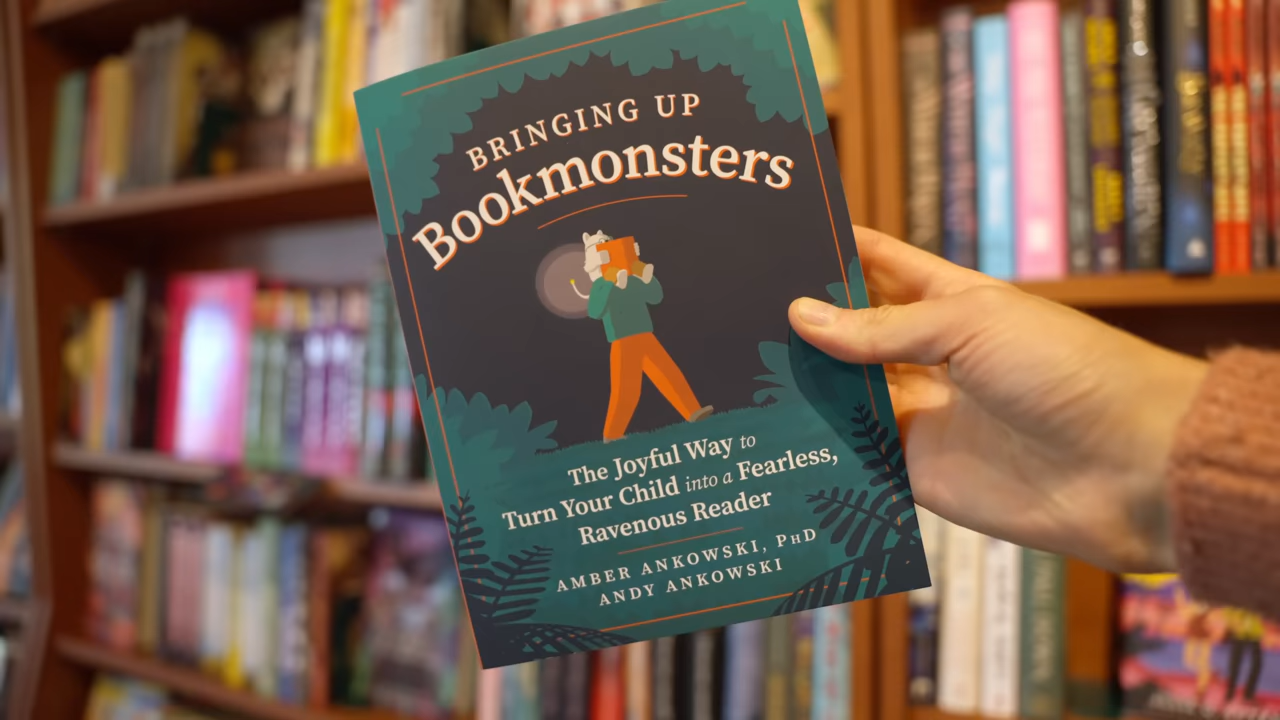 BRINGING UP
Bookmonsters
The Joyful Way to
Turn Your Child into a Fearless,
Ravenous Reader
AMBER ANKOWSKI, PHD
ANDY ANKOWSKI